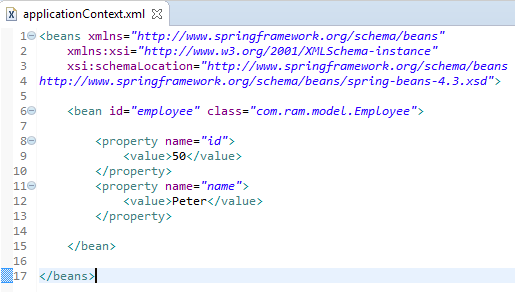 applicationContext.xml
1 <beans xmlns="http://www.springframework.org/schema/beans"
2 xmlns:xsi="http://www.w3.org/2001/XMLSchema-instance"
3 xsi:schemaLocation="http://www.springframework.org/schema/beans
4 http://www.springframework.org/schema/beans/spring-beans-4.3.xsd">
5
6 <bean id="employee" class="com.ram.model.Employee">
7
8 <property name="id">
9 <value>50</value>
10 </property>
11 <property name="name">
12 <value>Peter</value>
13 </property>
14
15 </bean>
16
17 </beans>